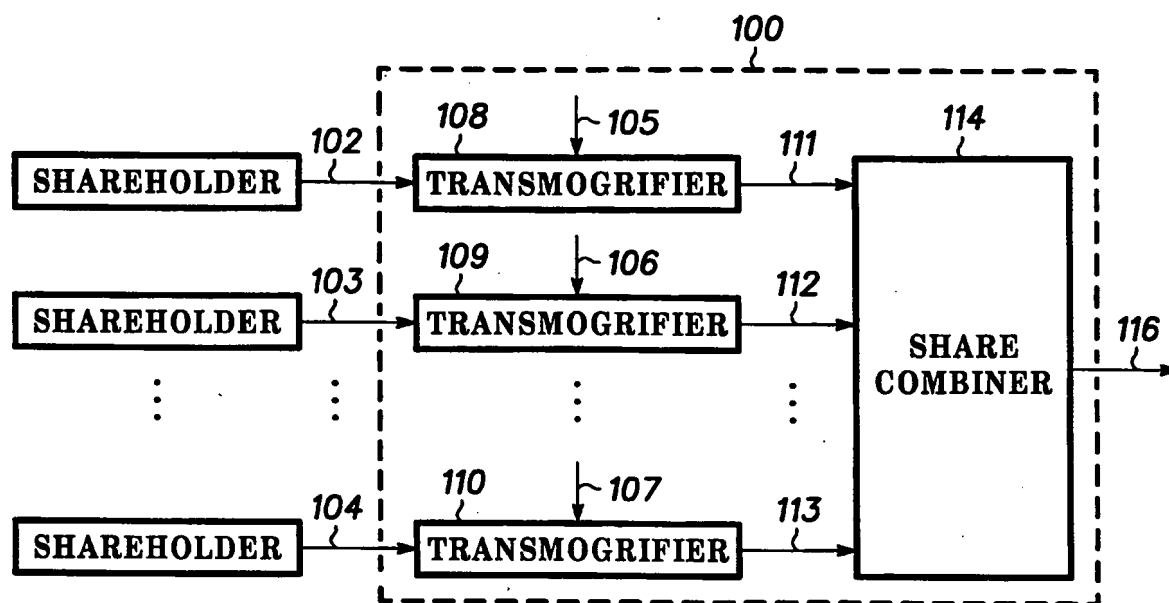 100
102
108
105
111
114
SHAREHOLDER
TRANSMOGRIFIER
103
109
106
112
SHAREHOLDER
TRANSMOGRIFIER
SHARE
COMBINER
116
104
110
107
113
SHAREHOLDER
TRANSMOGRIFIER